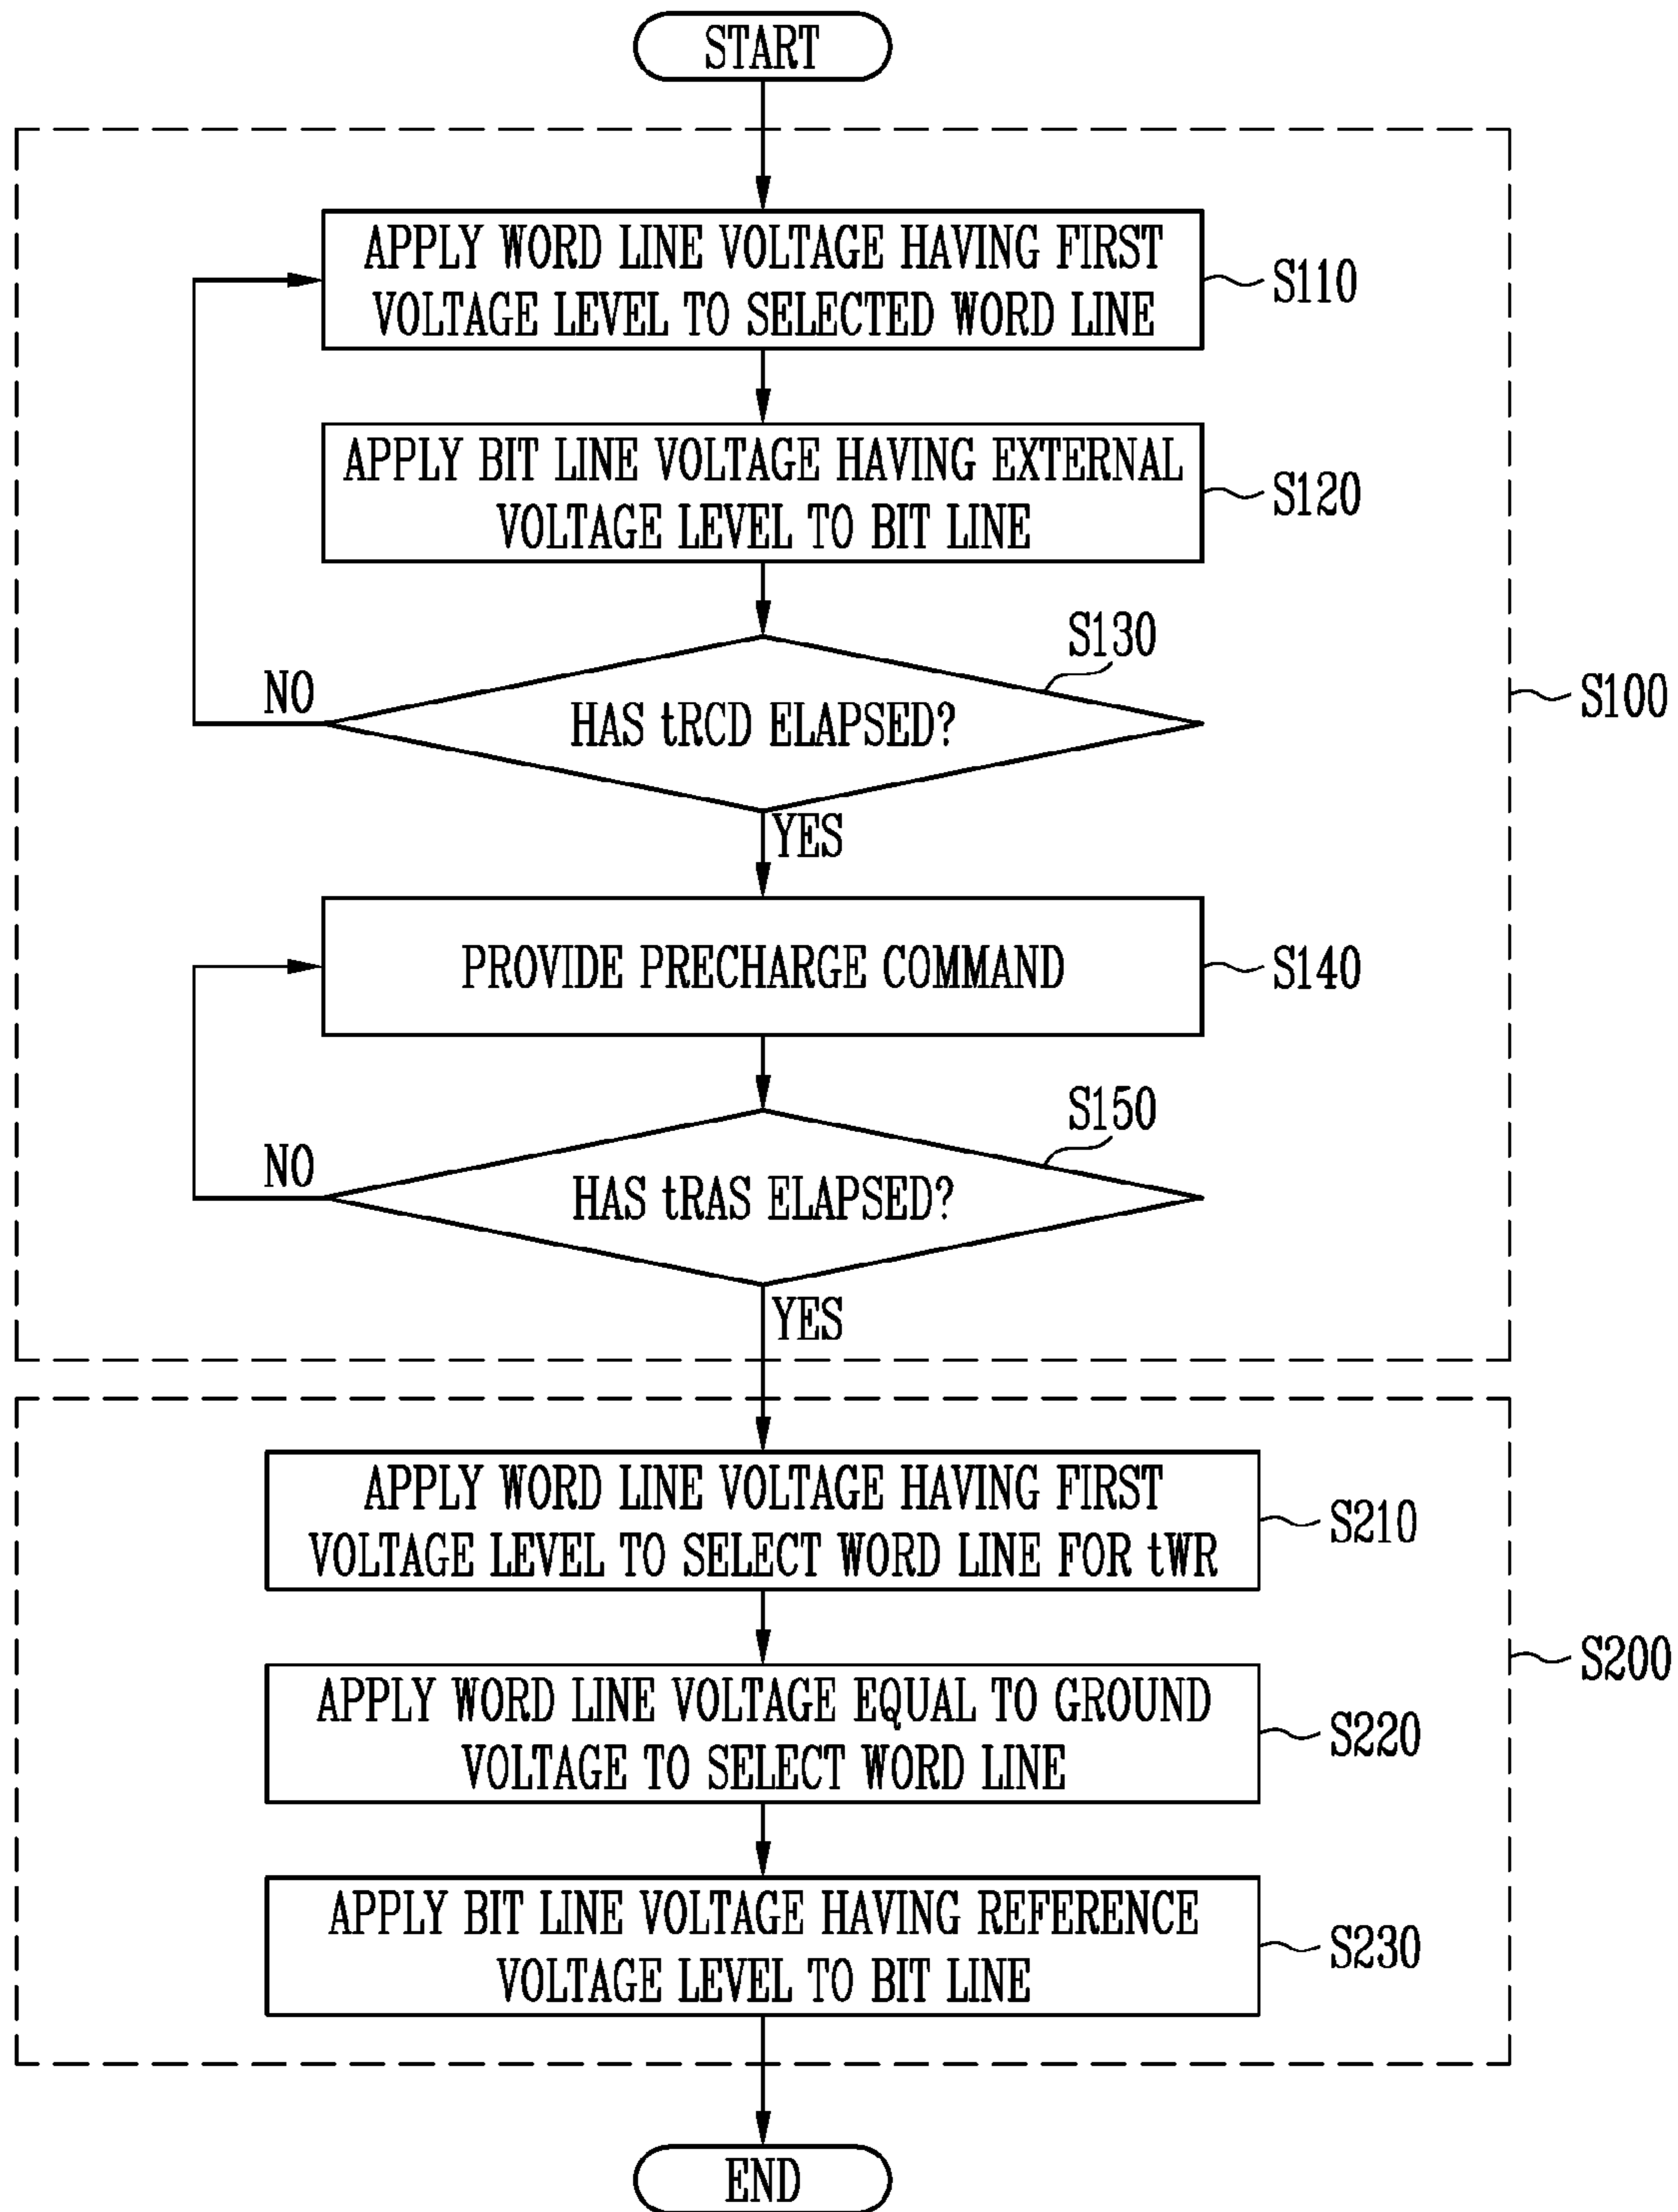 START
APPLY WORD LINE VOLTAGE HAVING FIRST
VOLTAGE LEVEL TO SELECTED WORD LINE
S110
APPLY BIT LINE VOLTAGE HAVING EXTERNAL
VOLTAGE LEVEL TO BIT LINE
S120
S130
NO
HAS tRCD ELAPSED?
S100
YES
PROVIDE PRECHARGE COMMAND
S140
S150
NO
HAS tRAS ELAPSED?
YES
APPLY WORD LINE VOLTAGE HAVING FIRST
VOLTAGE LEVEL TO SELECT WORD LINE FOR tWR
S210
APPLY WORD LINE VOLTAGE EQUAL TO GROUND
VOLTAGE TO SELECT WORD LINE
S220
S200
APPLY BIT LINE VOLTAGE HAVING REFERENCE
VOLTAGE LEVEL TO BIT LINE
S230
END